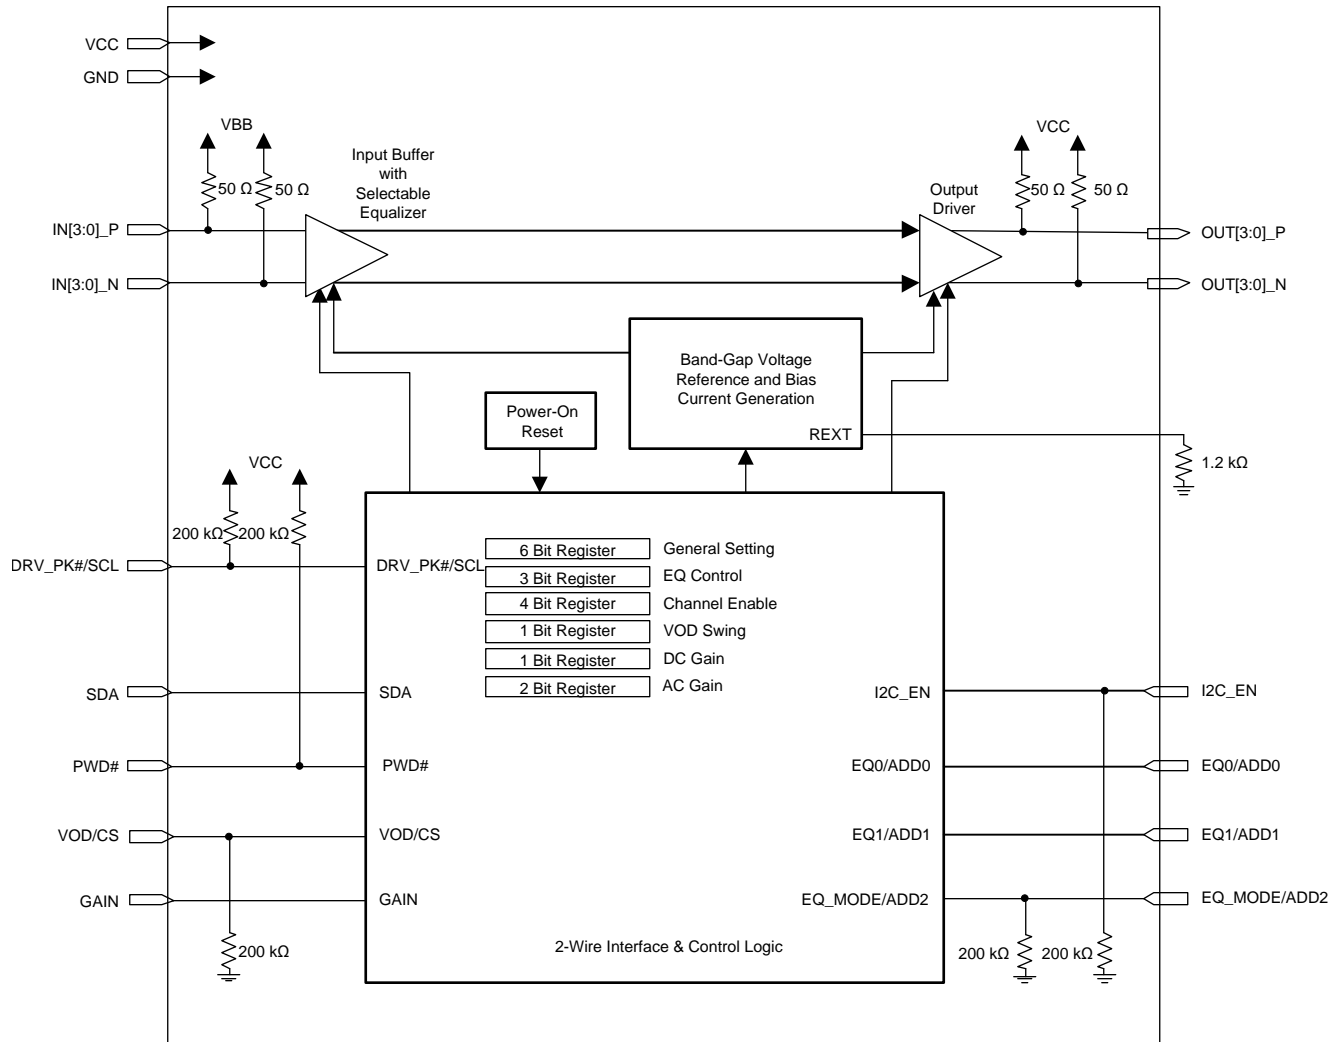 VCC
GND
VBB
VCC
Input Buffer
with
Selectable
Equalizer
50 Ω
50 Ω
Output
Driver
50 Ω
50 Ω
IN[3:0]_P
OUT[3:0]_P
IN[3:0]_N
OUT[3:0]_N
Band-Gap Voltage
Reference and Bias
Current Generation
REXT
Power-On
Reset
1.2 kΩ
VCC
200 kΩ
200 kΩ
DRV_PK#/SCL
DRV_PK#/SCL
6 Bit Register
General Setting
3 Bit Register
EQ Control
4 Bit Register
Channel Enable
1 Bit Register
VOD Swing
1 Bit Register
DC Gain
2 Bit Register
AC Gain
SDA
SDA
I2C_EN
I2C_EN
PWD#
PWD#
EQ0/ADD0
EQ0/ADD0
VOD/CS
VOD/CS
EQ1/ADD1
EQ1/ADD1
GAIN
GAIN
EQ_MODE/ADD2
EQ_MODE/ADD2
200 kΩ
2-Wire Interface & Control Logic
200 kΩ
200 kΩ